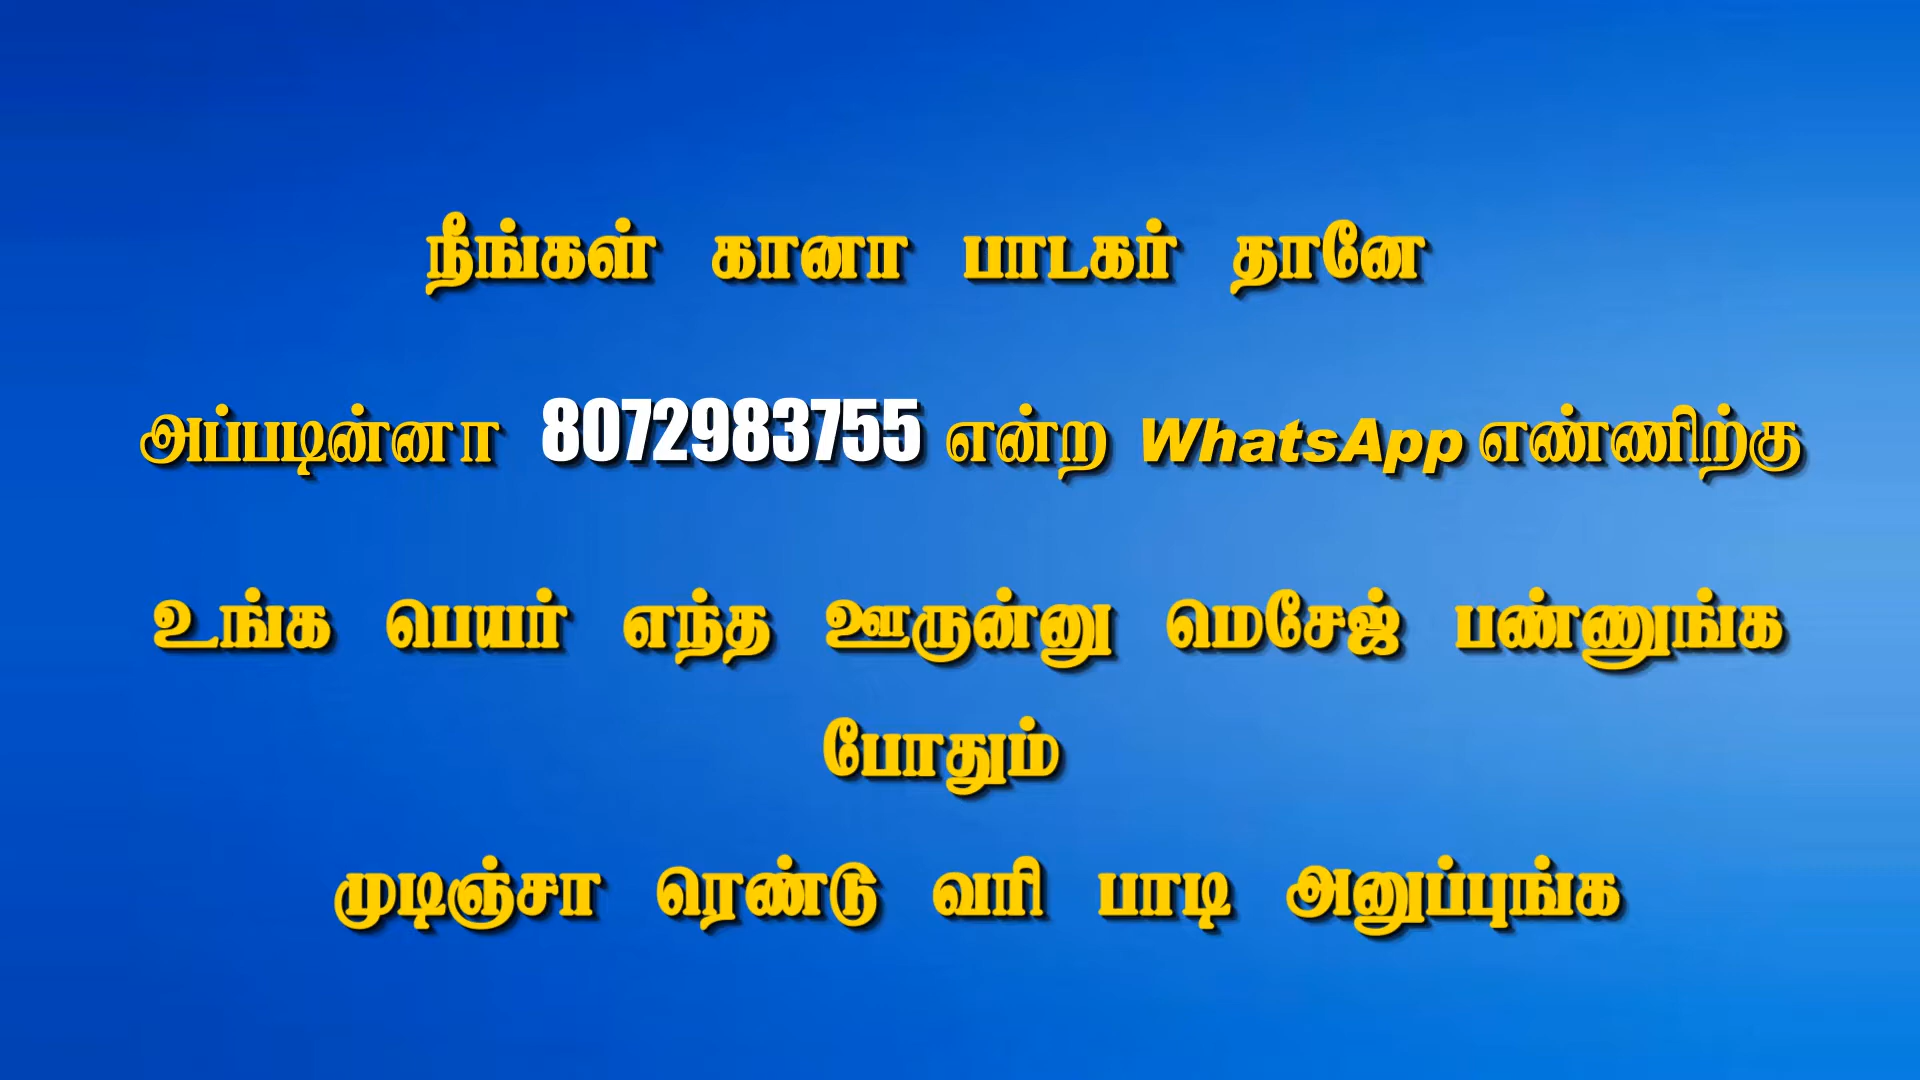 நீங்கள் கானா பாடகர் தானே
அப்படின்னா 8072983755 என்ற WhatsApp எண்ணிற்கு
உங்க பெயர் எந்த ஊருன்னு மெசேஜ் பண்ணுங்க
போதும்
முடிஞ்சா ரெண்டு வரி பாடி அனுப்புங்க